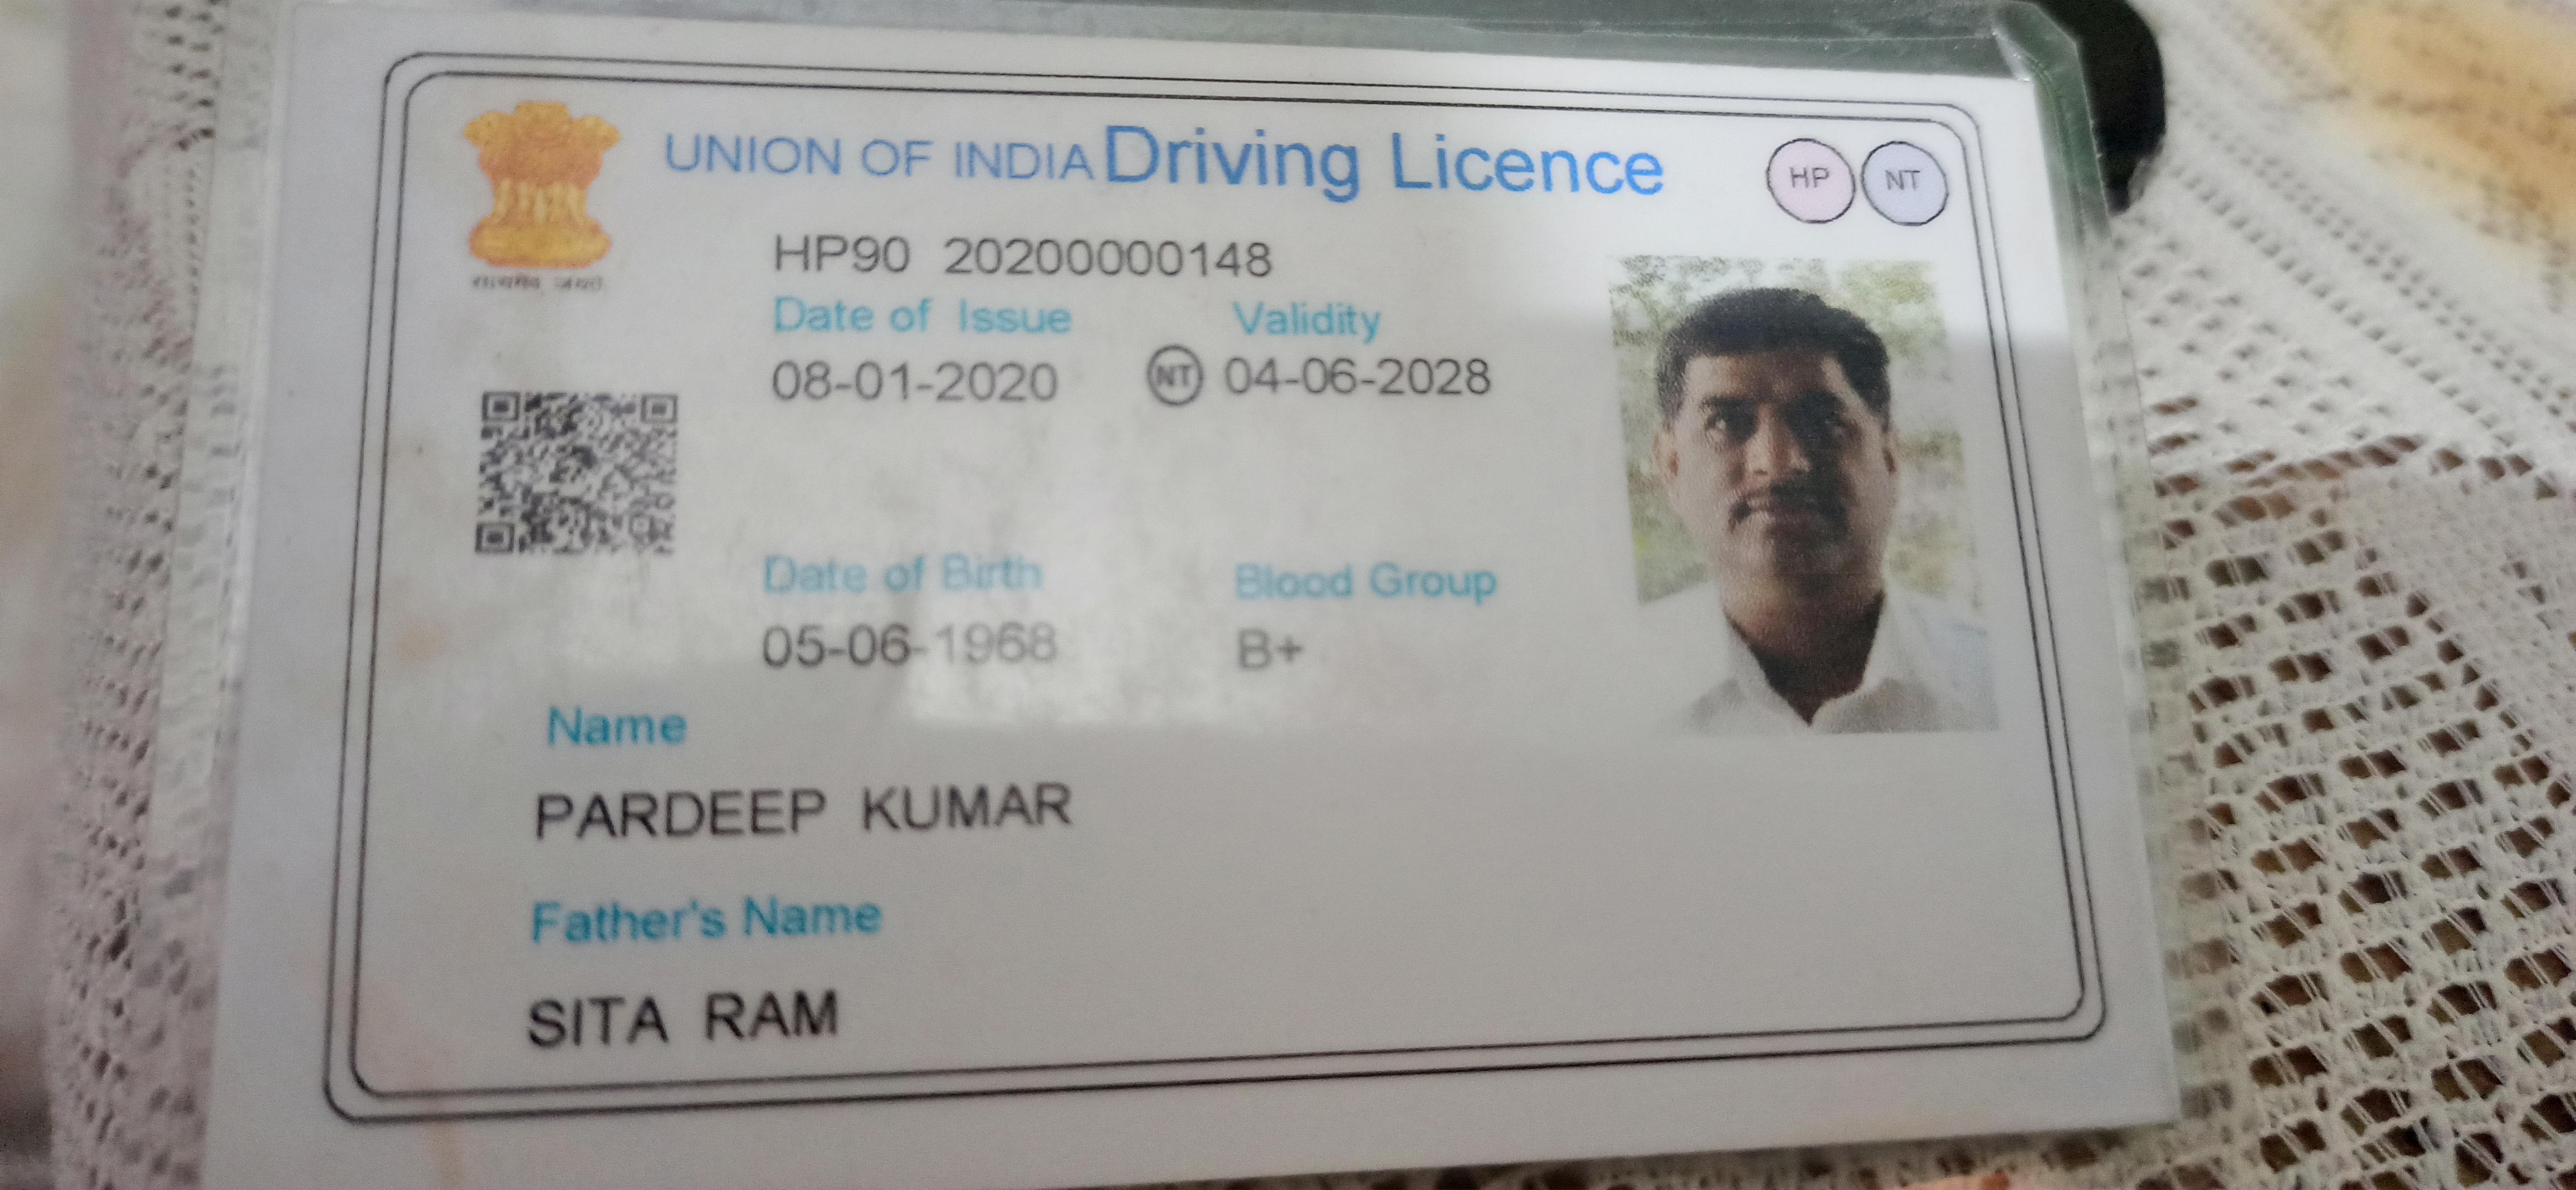 UNION OF INDIA Driving Licence
HP NT
HP90 20200000148
Date of Issue Validity
08-01-2020 NT 04-06-2028
Date of Birth Blood Group
05-06-1968 B+
Name
PARDEEP KUMAR
Father's Name
SITA RAM